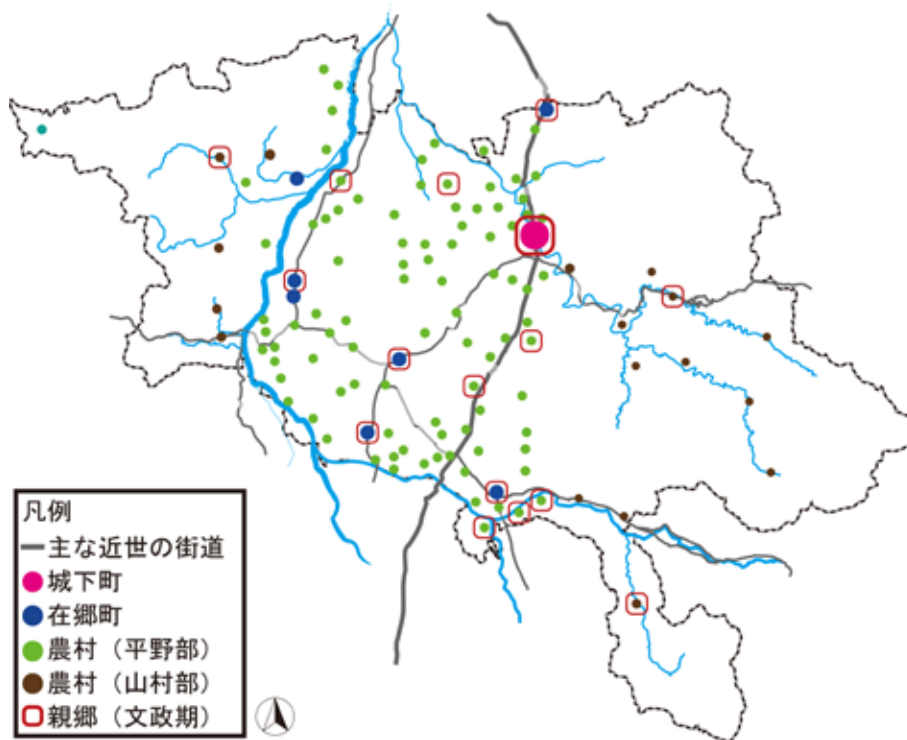 凡例
主な近世の街道
城下町
在郷町
農村（平野部）
農村（山村部）
親郷（文政期）